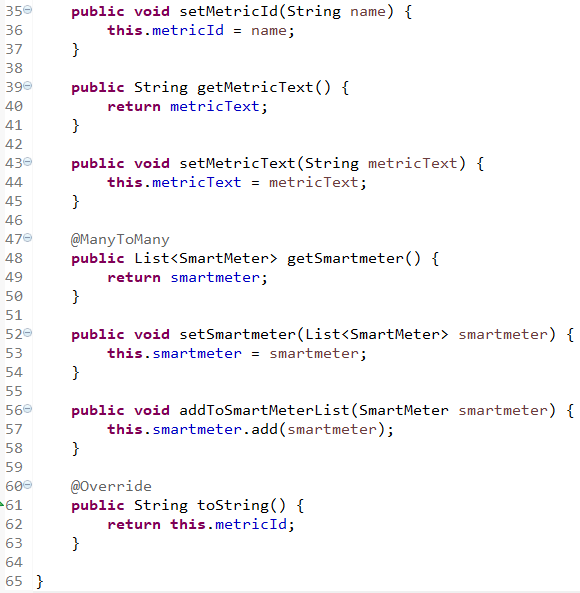 35 public void setMetricId(String name) {
36 this.metricId = name;
37 }
38
39 public String getMetricText() {
40 return metricText;
41 }
42
43 public void setMetricText(String metricText) {
44 this.metricText = metricText;
45 }
46
47 @ManyToMany
48 public List<SmartMeter> getSmartmeter() {
49 return smartmeter;
50 }
51
52 public void setSmartmeter(List<SmartMeter> smartmeter) {
53 this.smartmeter = smartmeter;
54 }
55
56 public void addToSmartMeterList(SmartMeter smartmeter) {
57 this.smartmeter.add(smartmeter);
58 }
59
60 @Override
61 public String toString() {
62 return this.metricId;
63 }
64
65 }